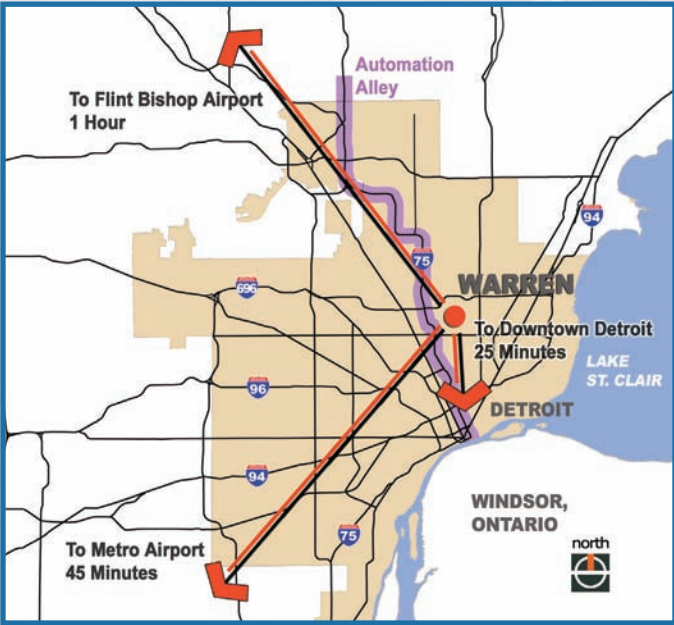 Automation
Alley
To Flint Bishop Airport
1 Hour
94
75
WARREN
696
To Downtown Detroit
25 Minutes
LAKE
ST. CLAIR
96
DETROIT
94
WINDSOR,
ONTARIO
75
north
To Metro Airport
45 Minutes